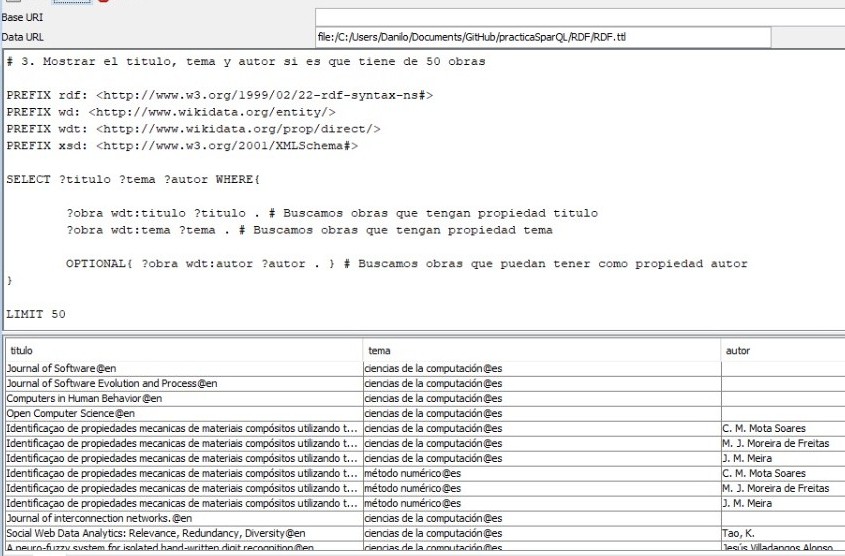 Base URI
Data URL file:/C:/Users/Danilo/Documents/GitHub/practicaSparQL/RDF/RDF.ttl
# 3. Mostrar el titulo, tema y autor si es que tiene de 50 obras
PREFIX rdf: <http://www.w3.org/1999/02/22-rdf-syntax-ns#>
PREFIX wd: <http://www.wikidata.org/entity/>
PREFIX wdt: <http://www.wikidata.org/prop/direct/>
PREFIX xsd: <http://www.w3.org/2001/XMLSchema#>
SELECT ?titulo ?tema ?autor WHERE{
?obra wdt:titulo ?titulo . # Buscamos obras que tengan propiedad titulo
?obra wdt:tema ?tema . # Buscamos obras que tengan propiedad tema
OPTIONAL{ ?obra wdt:autor ?autor . } # Buscamos obras que puedan tener como propiedad autor
}
LIMIT 50
titulo tema autor
Journal of Software@en ciencias de la computación@es
Journal of Software Evolution and Process@en ciencias de la computación@es
Computers in Human Behavior@en ciencias de la computación@es
Open Computer Science@en ciencias de la computación@es
Identificaçao de propiedades mecanicas de materiais compósitos utilizando t... ciencias de la computación@es C. M. Mota Soares
Identificaçao de propiedades mecanicas de materiais compósitos utilizando t... ciencias de la computación@es M. J. Moreira de Freitas
Identificaçao de propiedades mecanicas de materiais compósitos utilizando t... ciencias de la computación@es J. M. Meira
Identificaçao de propiedades mecanicas de materiais compósitos utilizando t... método numérico@es C. M. Mota Soares
Identificaçao de propiedades mecanicas de materiais compósitos utilizando t... método numérico@es M. J. Moreira de Freitas
Identificaçao de propiedades mecanicas de materiais compósitos utilizando t... método numérico@es J. M. Meira
Journal of interconnection networks.@en ciencias de la computación@es
Social Web Data Analytics: Relevance, Redundancy, Diversity@en ciencias de la computación@es Tao, K.
A neuro-fuzzy system for isolated hand-written digit recognition@en ciencias de la computación@es Jesús Villadangos Alonso